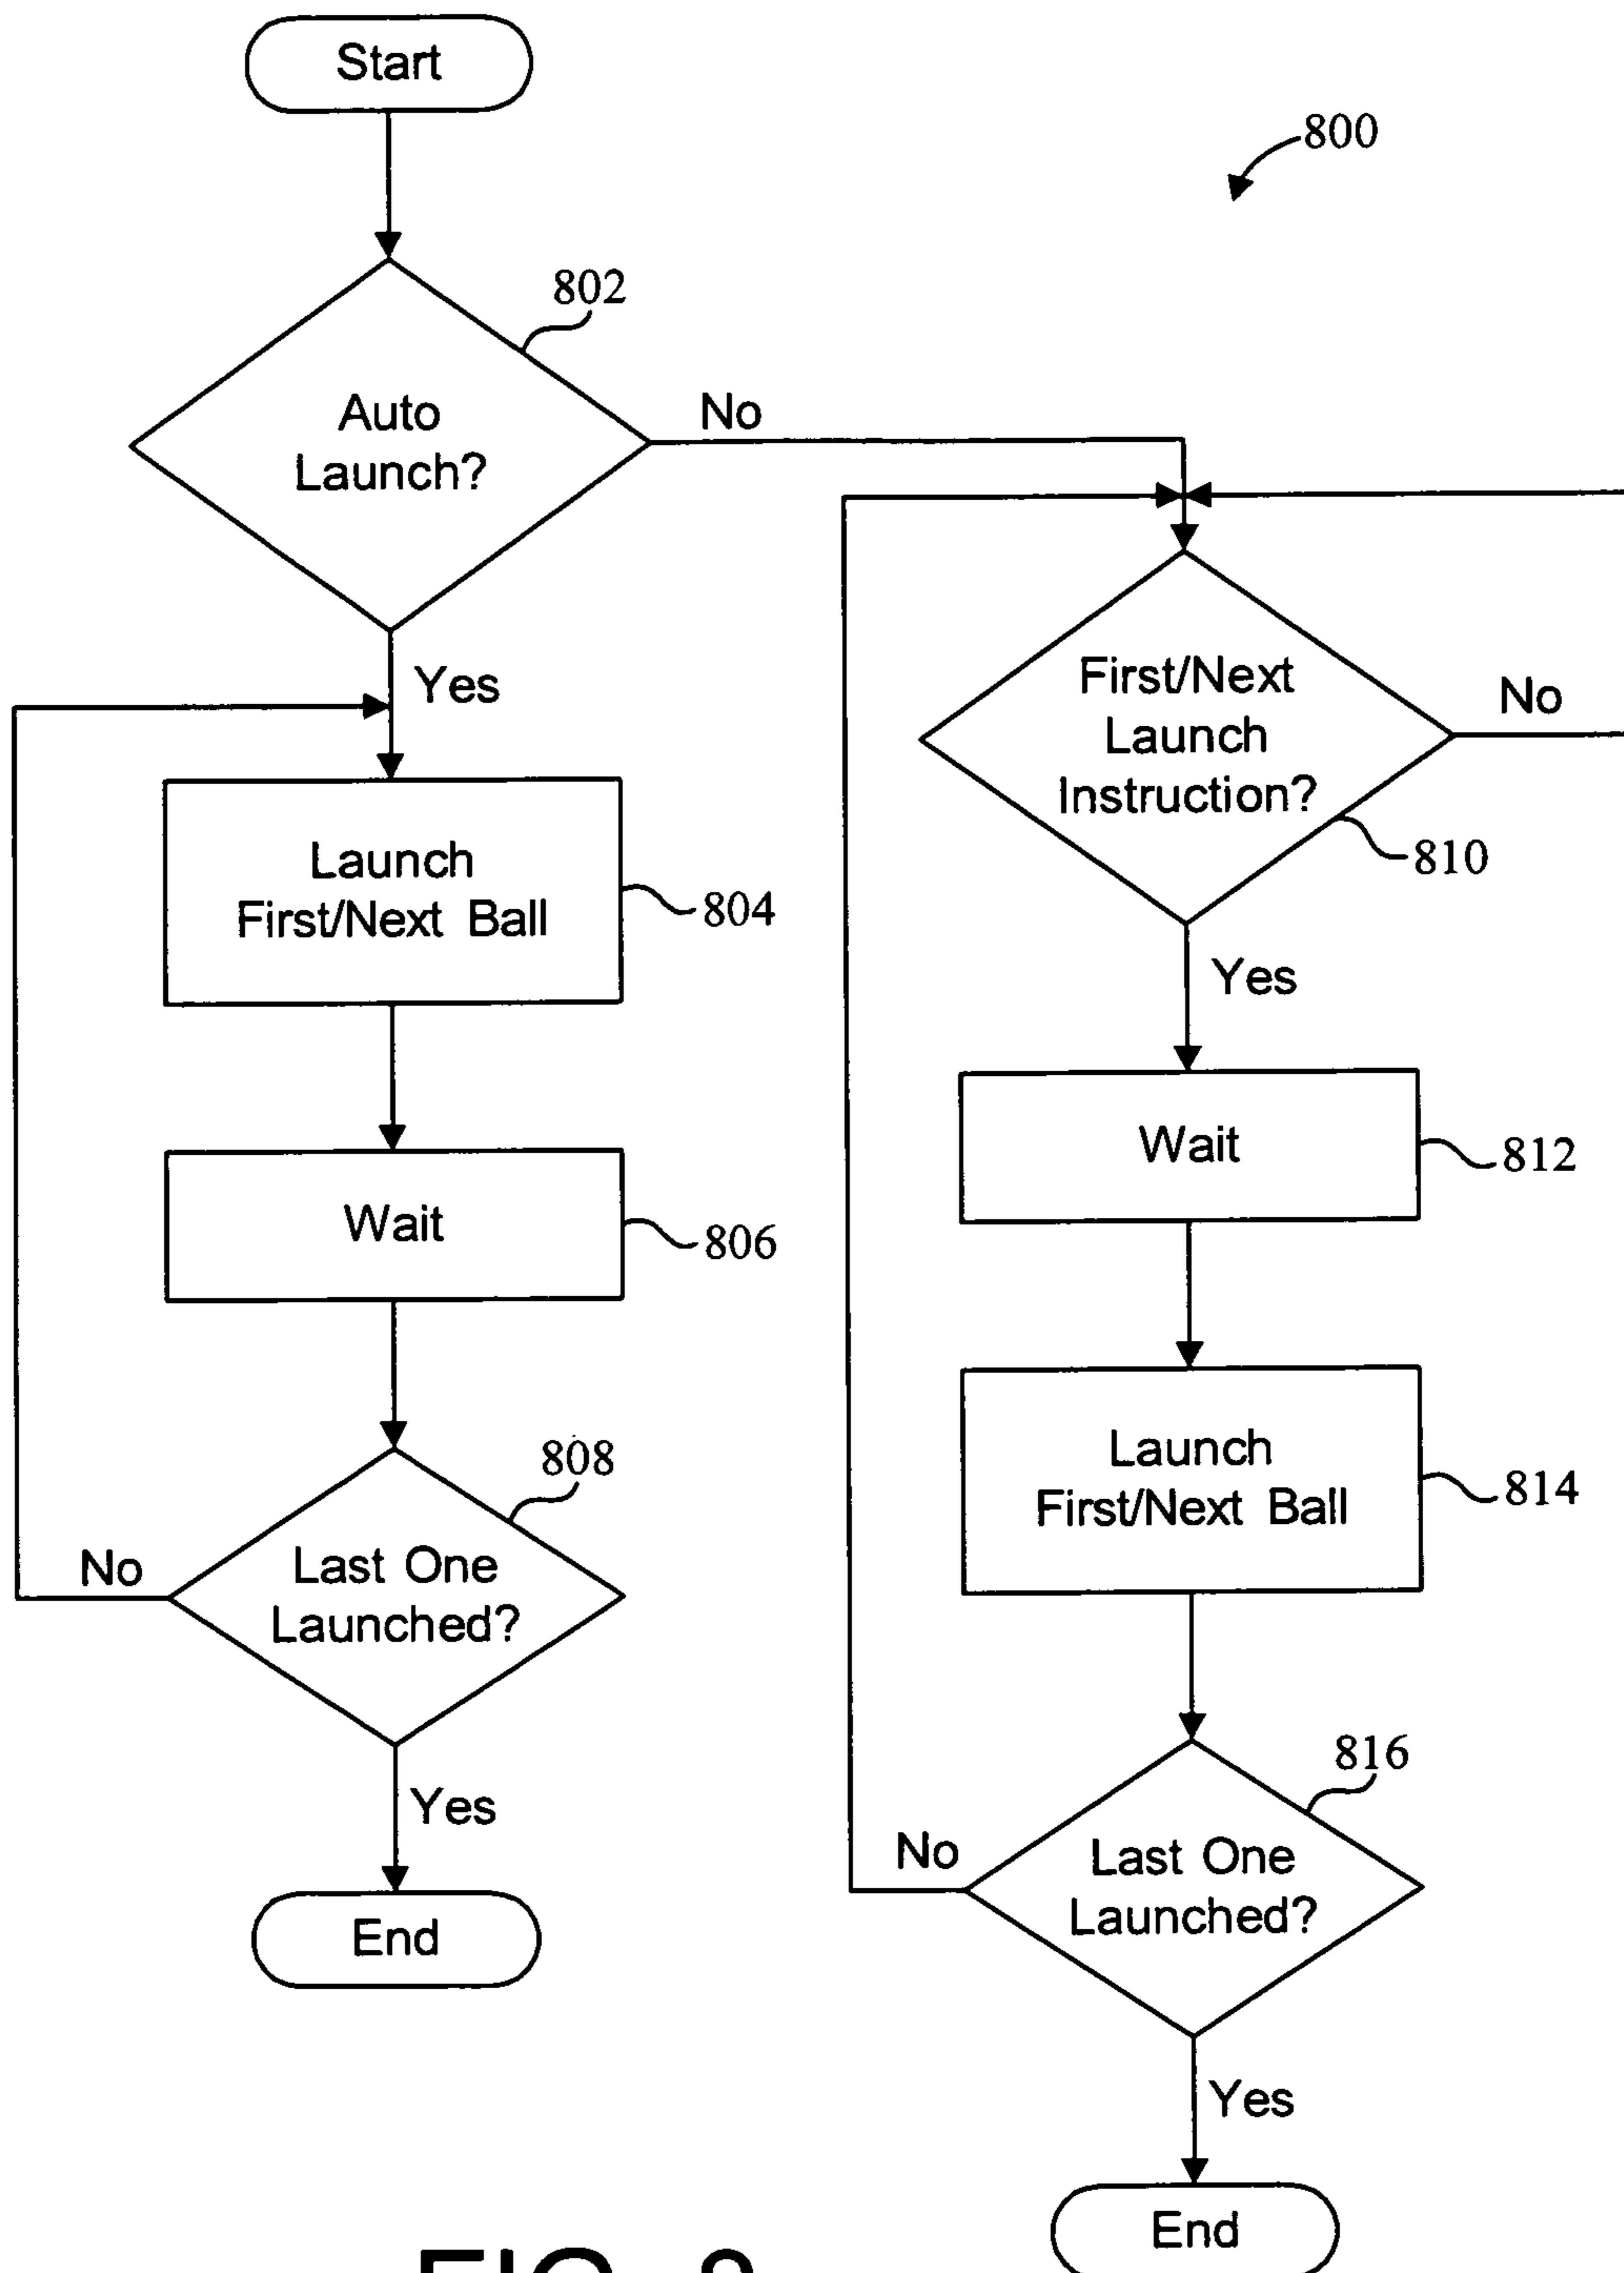 Start
800
802
Auto
Launch?
No
Yes
Launch
First/Next Ball
804
Wait
806
808
Last One
Launched?
No
Yes
End
First/Next
Launch
Instruction?
No
810
Yes
Wait
812
Launch
First/Next Ball
814
816
Last One
Launched?
No
Yes
End